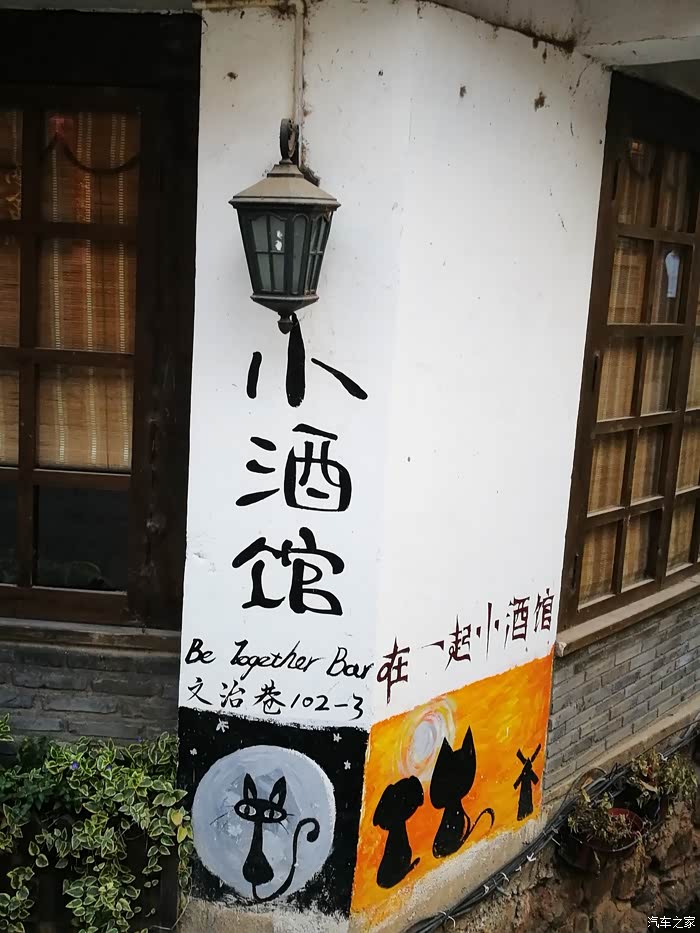 小酒馆
Be Together Bar
文治巷102-3
在一起小酒馆
汽车之家